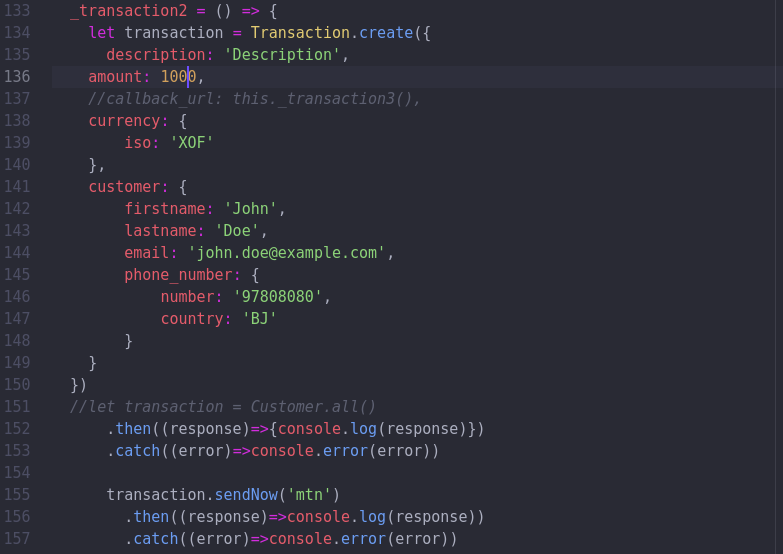 133 _transaction2 = () => {
134 let transaction = Transaction.create({
135 description: 'Description',
136 amount: 1000,
137 //callback_url: this._transaction3(),
138 currency: {
139 iso: 'XOF'
140 },
141 customer: {
142 firstname: 'John',
143 lastname: 'Doe',
144 email: 'john.doe@example.com',
145 phone_number: {
146 number: '97808080',
147 country: 'BJ'
148 }
149 }
150 })
151 //let transaction = Customer.all()
152 .then((response)=>{console.log(response)})
153 .catch((error)=>console.error(error))
154
155 transaction.sendNow('mtn')
156 .then((response)=>console.log(response))
157 .catch((error)=>console.error(error))